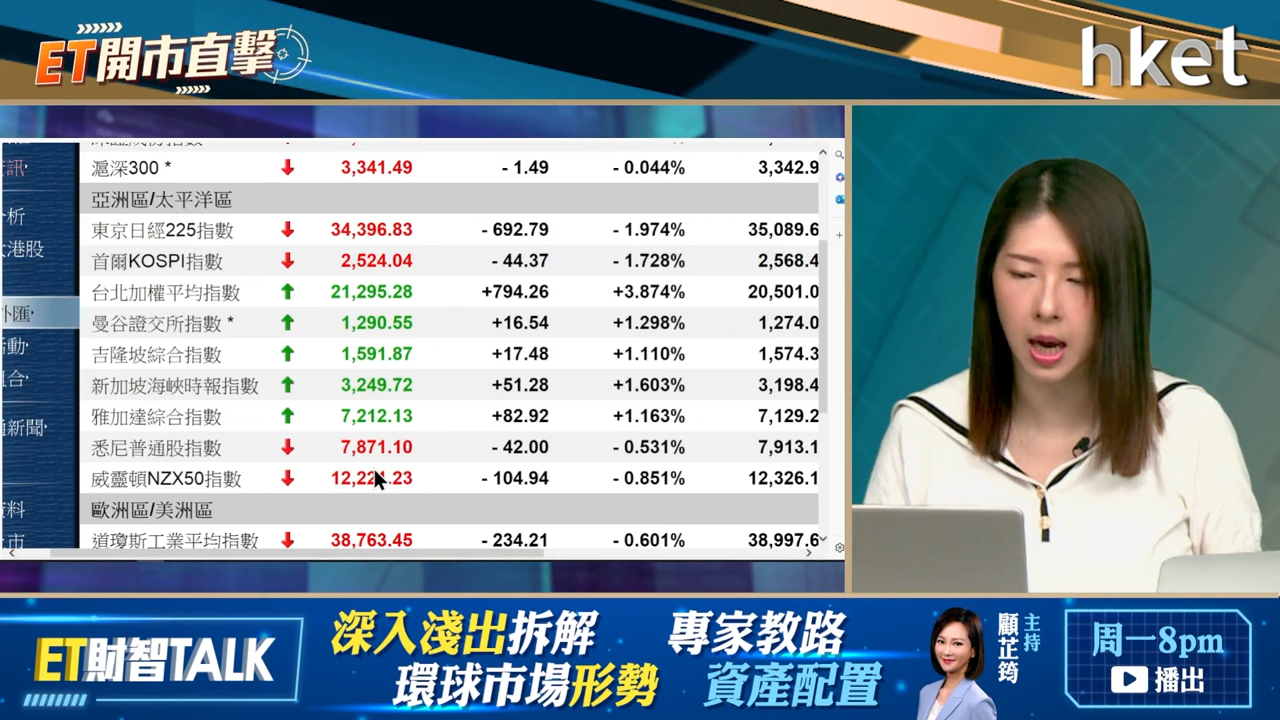 ET開市直擊
hket
滬深300 * 3,341.49 - 1.49 - 0.044% 3,342.9
亞洲區/太平洋區
東京日經225指數 34,396.83 - 692.79 - 1.974% 35,089.6
首爾KOSPI指數 2,524.04 - 44.37 - 1.728% 2,568.4
台北加權平均指數 21,295.28 +794.26 +3.874% 20,501.0
曼谷證交所指數 * 1,290.55 +16.54 +1.298% 1,274.0
吉隆坡綜合指數 1,591.87 +17.48 +1.110% 1,574.3
新加坡海峽時報指數 3,249.72 +51.28 +1.603% 3,198.4
雅加達綜合指數 7,212.13 +82.92 +1.163% 7,129.2
悉尼普通股指數 7,871.10 - 42.00 - 0.531% 7,913.1
威靈頓NZX50指數 12,221.23 - 104.94 - 0.851% 12,326.1
歐洲區/美洲區
道瓊斯工業平均指數 38,763.45 - 234.21 - 0.601% 38,997.6
訊
析
港股
外匯
動
組合
新聞
資料
市
ET財智TALK
深入淺出拆解
環球市場形勢
專家教路
資產配置
主持
顧芷筠
周一8pm
播出